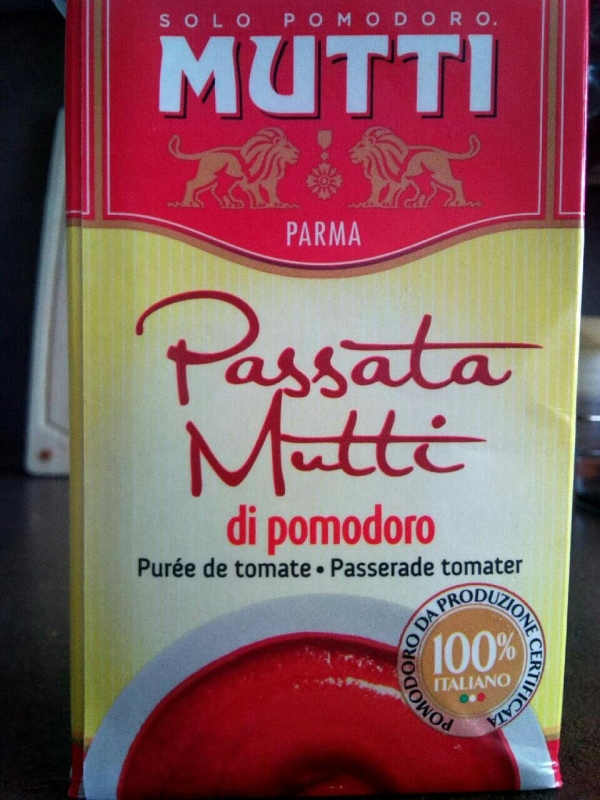 SOLO POMODORO.
MUTTI
PARMA
Passata
Mutti
di pomodoro
Purée de tomate • Passerade tomater
POMODORO DA PRODUZIONE CERTIFICATA
100%
ITALIANO